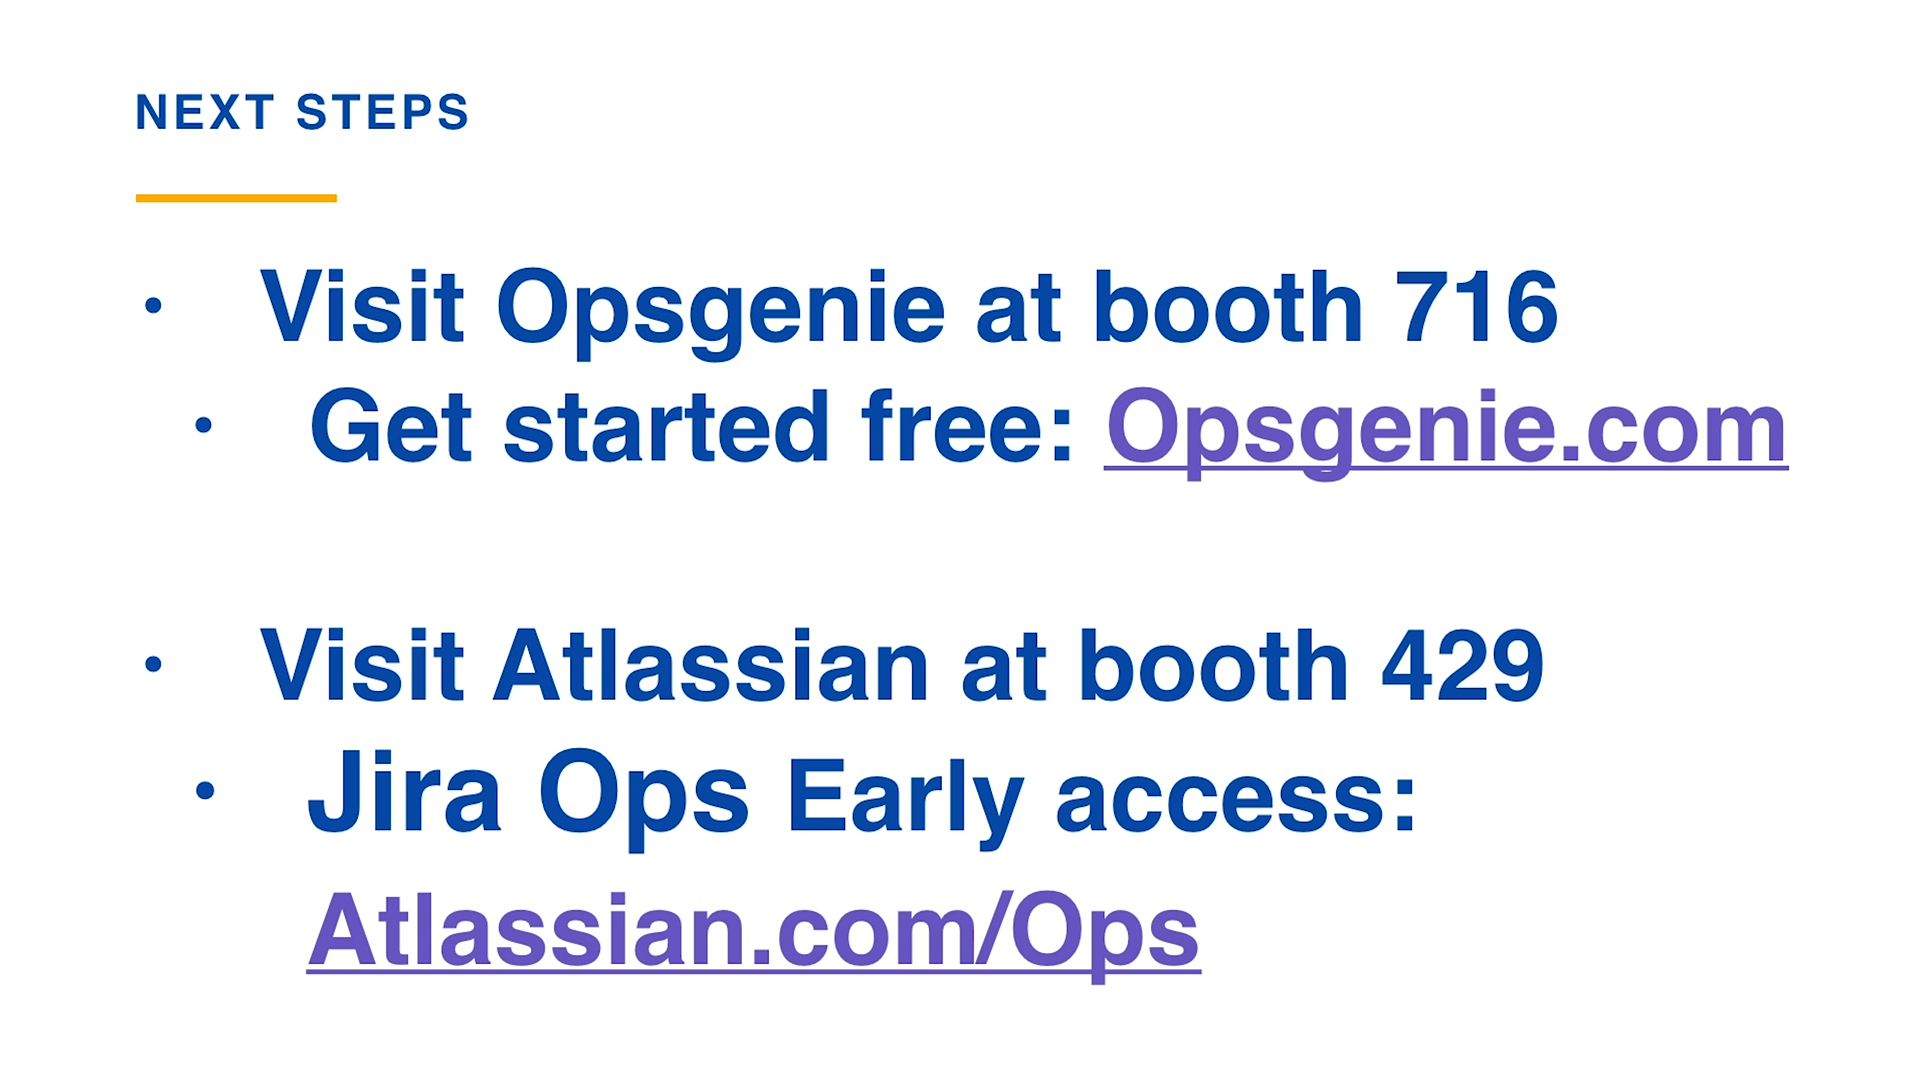 NEXT STEPS
• Visit Opsgenie at booth 716
• Get started free: Opsgenie.com
• Visit Atlassian at booth 429
• Jira Ops Early access:
Atlassian.com/Ops